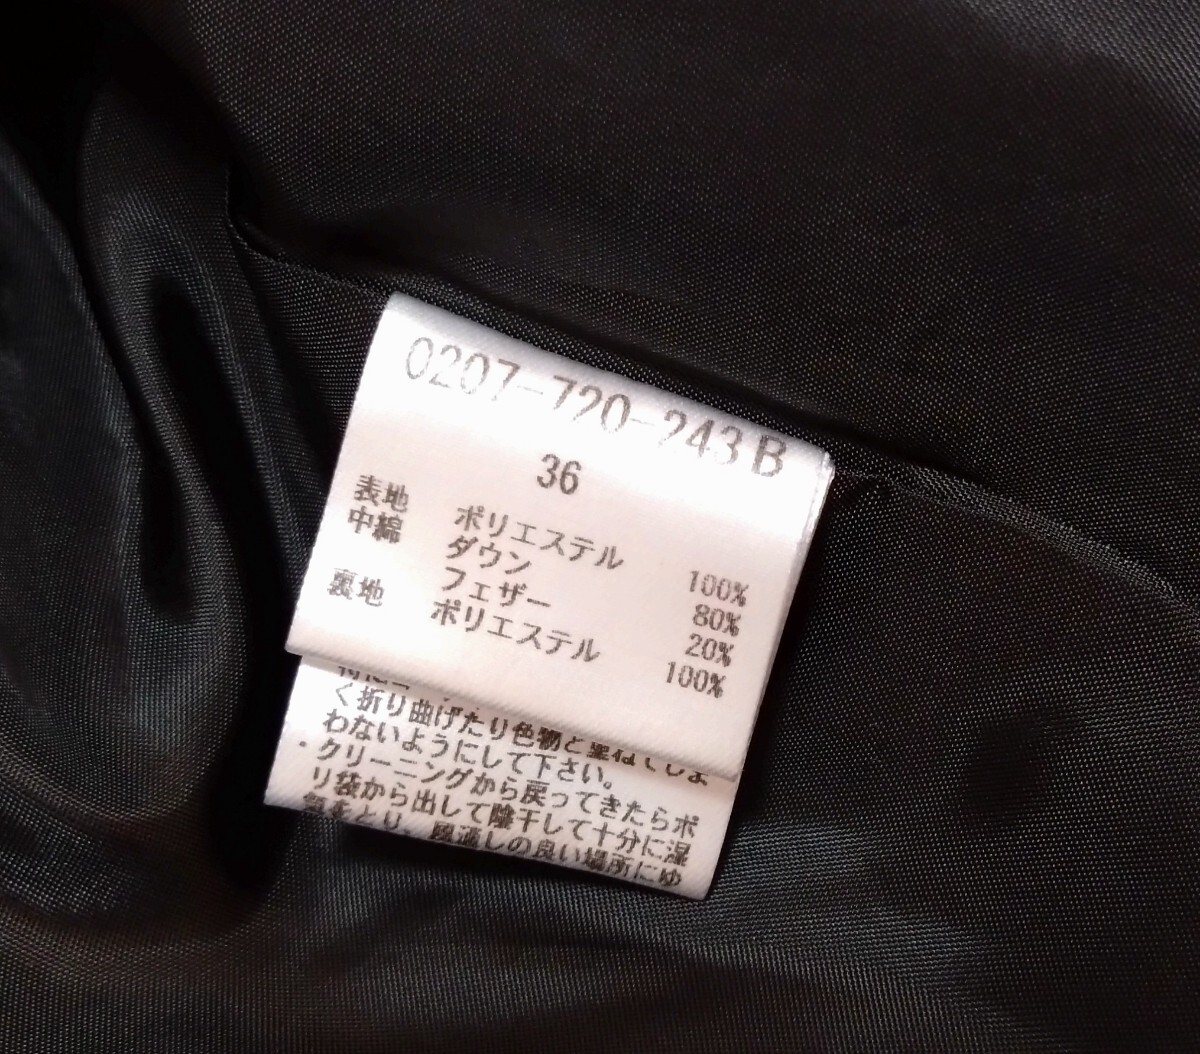 0207-720-243 B
36
表地 ポリエステル 100%
中綿 ダウン 80%
フェザー 20%
裏地 ポリエステル 100%
く折り曲げたり色物と重ねてしま
わないようにして下さい。
・クリーニングから戻ってきたらポ
リ袋から出して陰干して十分に湿
気をとり、風通しの良い場所にゆ